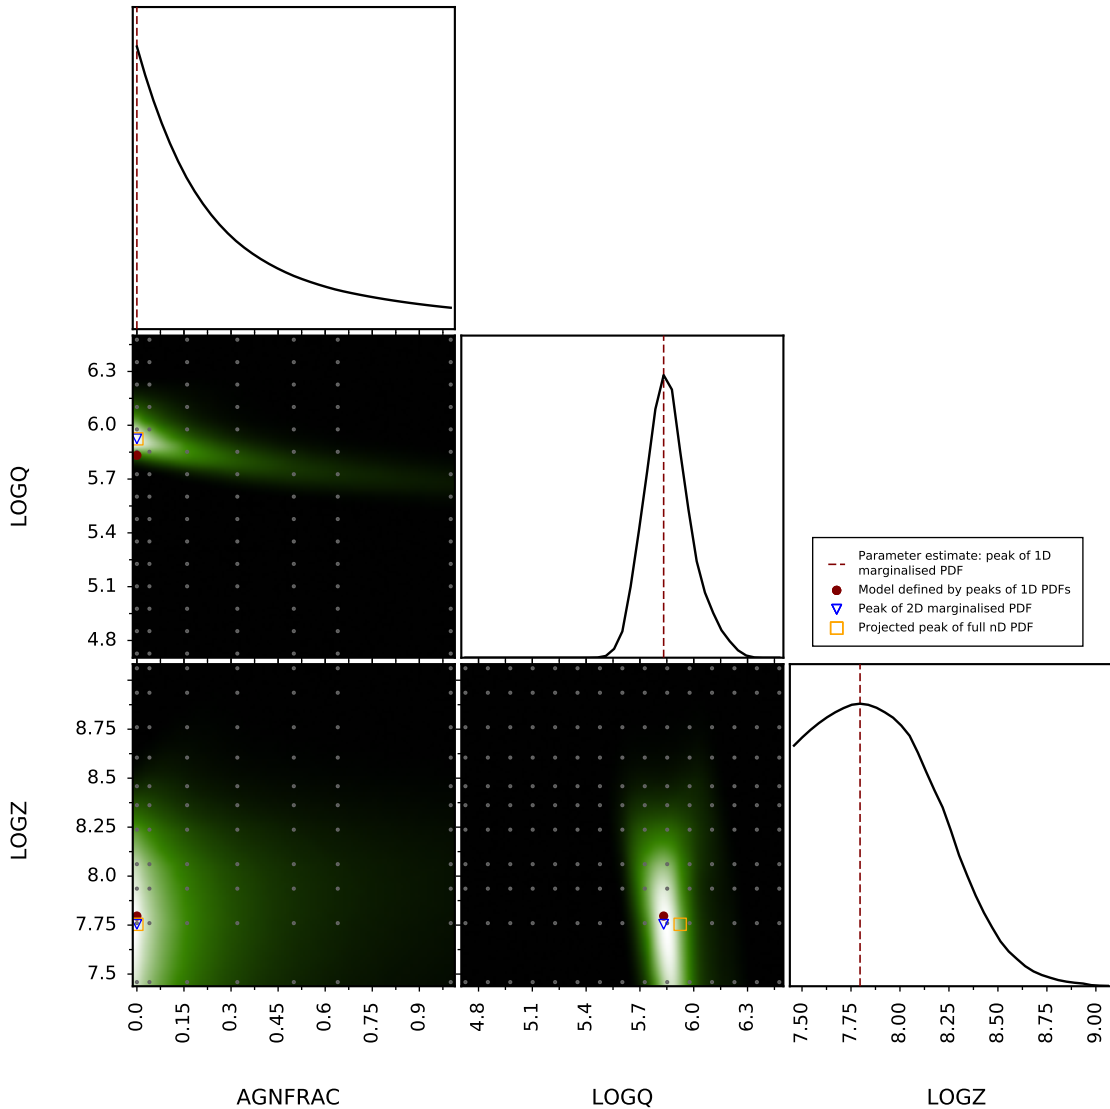 6.3
6.0
5.7
5.4
5.1
4.8
LOGQ
Parameter estimate: peak of 1D
marginalised PDF
Model defined by peaks of 1D PDFs
Peak of 2D marginalised PDF
Projected peak of full nD PDF
8.75
8.5
8.25
8.0
7.75
7.5
LOGZ
0.0 0.15 0.3 0.45 0.6 0.75 0.9
4.8 5.1 5.4 5.7 6.0 6.3
7.50 7.75 8.00 8.25 8.50 8.75 9.00
AGNFRAC
LOGQ
LOGZ